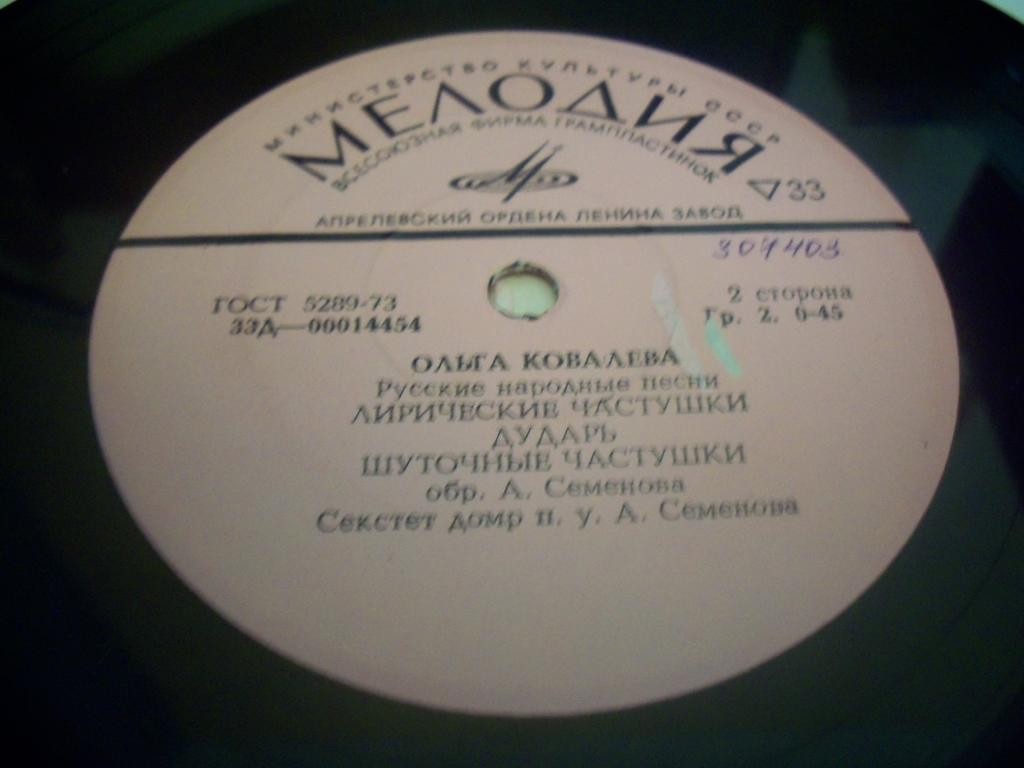 МИНИСТЕРСТВО КУЛЬТУРЫ СССР
МЕЛОДИЯ
ВСЕСОЮЗНАЯ ФИРМА ГРАМПЛАСТИНОК
33
АПРЕЛЕВСКИЙ ОРДЕНА ЛЕНИНА ЗАВОД
307403
ГОСТ 5289-73
2 сторона
33Д—00014454
Гр. 2. 0-45
ОЛЬГА КОВАЛЕВА
Русские народные песни
ЛИРИЧЕСКИЕ ЧАСТУШКИ
ДУДАРЬ
ШУТОЧНЫЕ ЧАСТУШКИ
обр. А. Семенова
Секстет домр п. у. А. Семенова